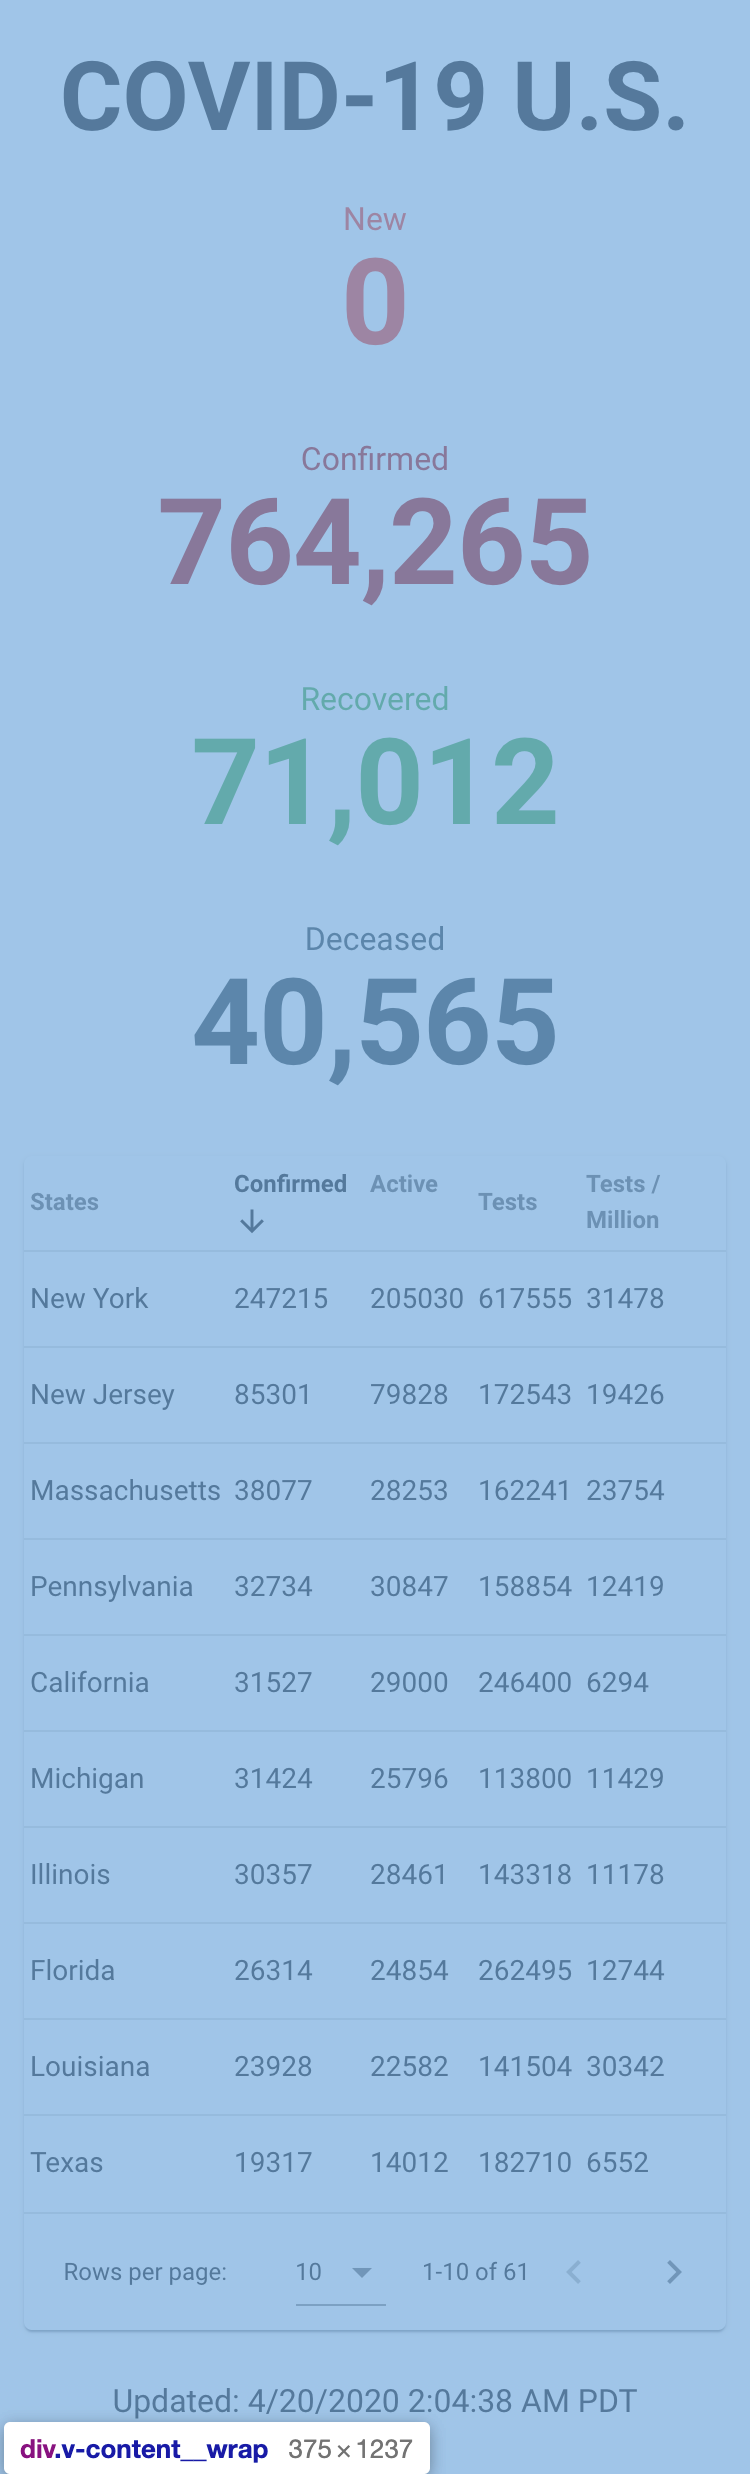 COVID-19 U.S.
New
0
Confirmed
764,265
Recovered
71,012
Deceased
40,565
States Confirmed Active Tests Tests / Million
New York 247215 205030 617555 31478
New Jersey 85301 79828 172543 19426
Massachusetts 38077 28253 162241 23754
Pennsylvania 32734 30847 158854 12419
California 31527 29000 246400 6294
Michigan 31424 25796 113800 11429
Illinois 30357 28461 143318 11178
Florida 26314 24854 262495 12744
Louisiana 23928 22582 141504 30342
Texas 19317 14012 182710 6552
Rows per page: 10 1-10 of 61
Updated: 4/20/2020 2:04:38 AM PDT
div.v-content__wrap 375×1237